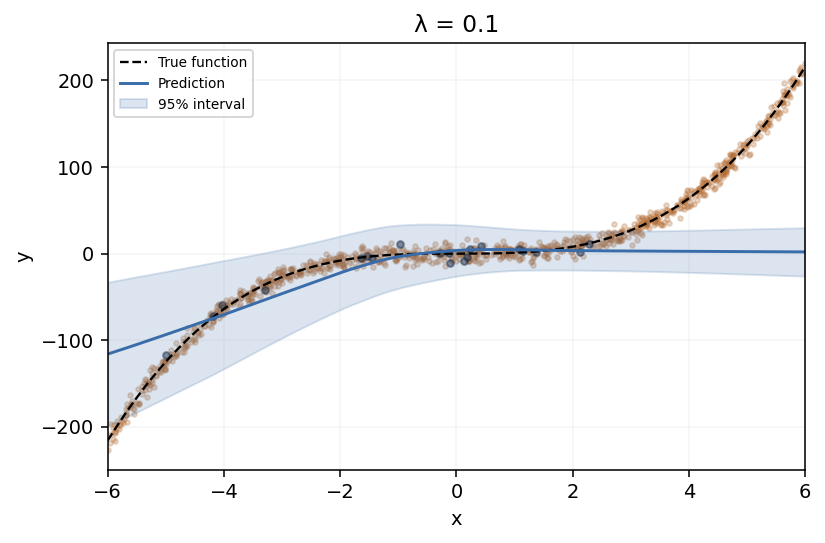 λ = 0.1
True function
Prediction
95% interval
y
200
100
0
−100
−200
−6 −4 −2 0 2 4 6
x